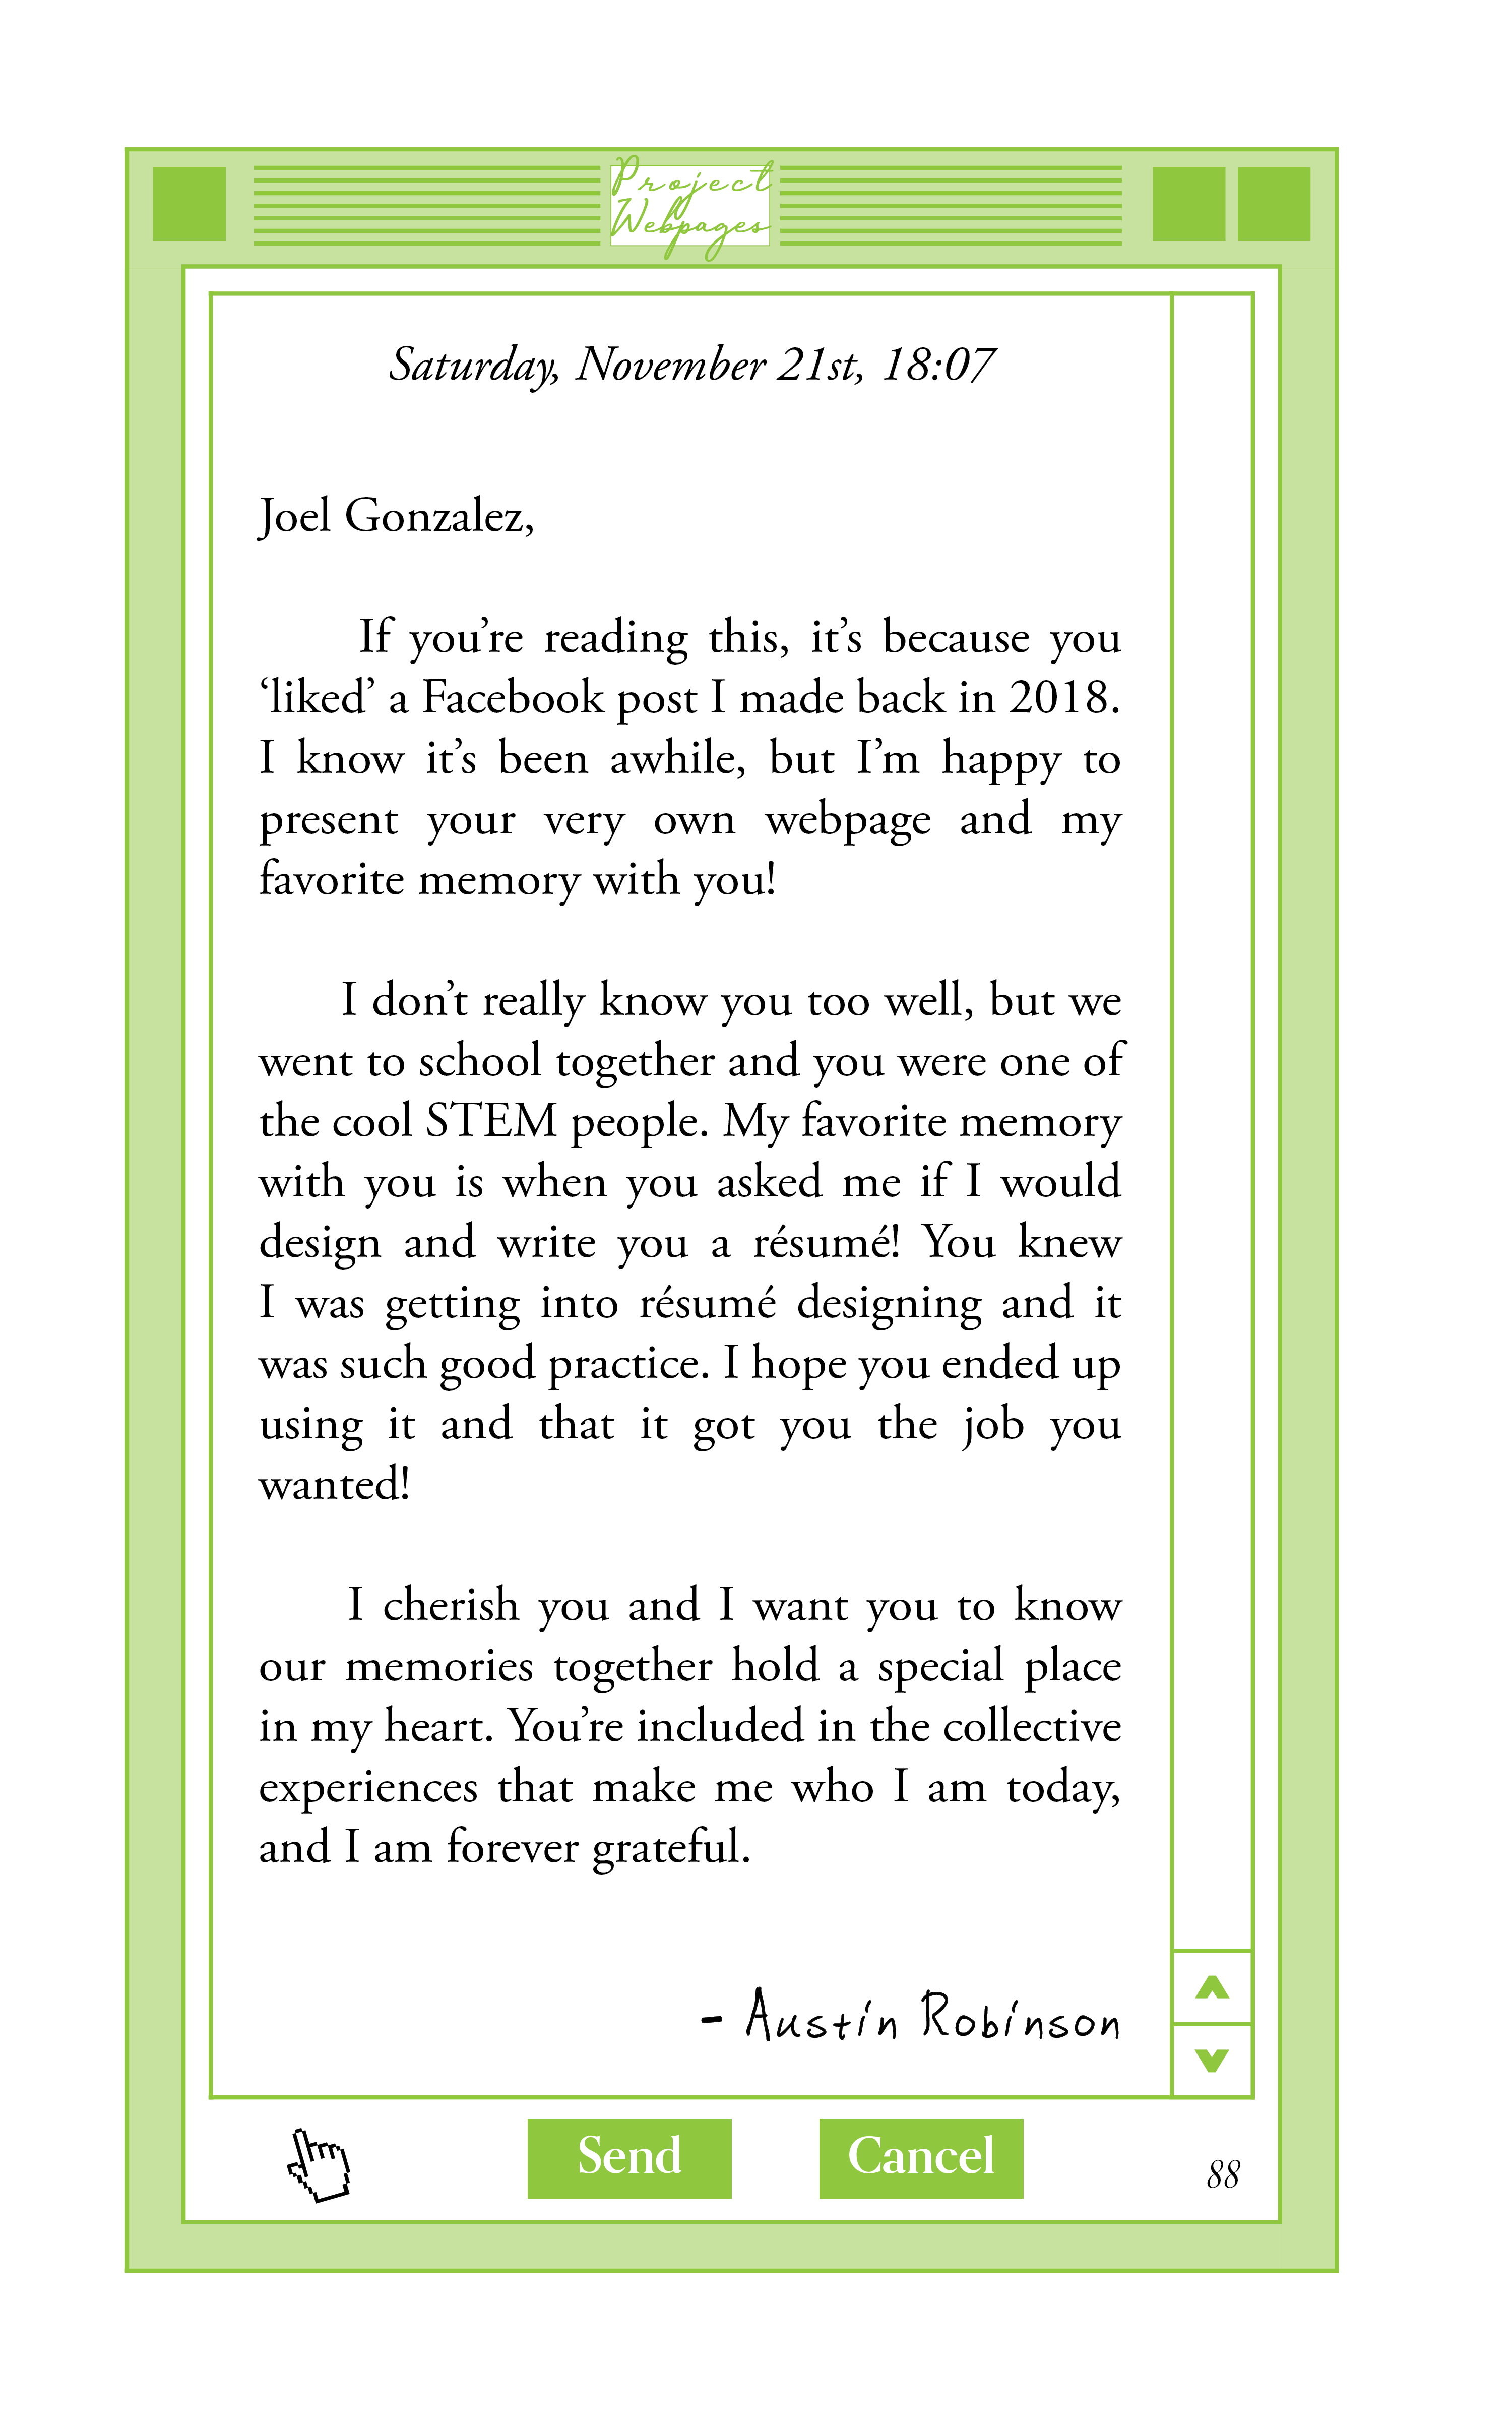 Project
Webpages
Saturday, November 21st, 18:07
Joel Gonzalez,
If you’re reading this, it’s because you
‘liked’ a Facebook post I made back in 2018.
I know it’s been awhile, but I’m happy to
present your very own webpage and my
favorite memory with you!
I don’t really know you too well, but we
went to school together and you were one of
the cool STEM people. My favorite memory
with you is when you asked me if I would
design and write you a résumé! You knew
I was getting into résumé designing and it
was such good practice. I hope you ended up
using it and that it got you the job you
wanted!
I cherish you and I want you to know
our memories together hold a special place
in my heart. You’re included in the collective
experiences that make me who I am today,
and I am forever grateful.
- Austin Robinson
Send Cancel
88